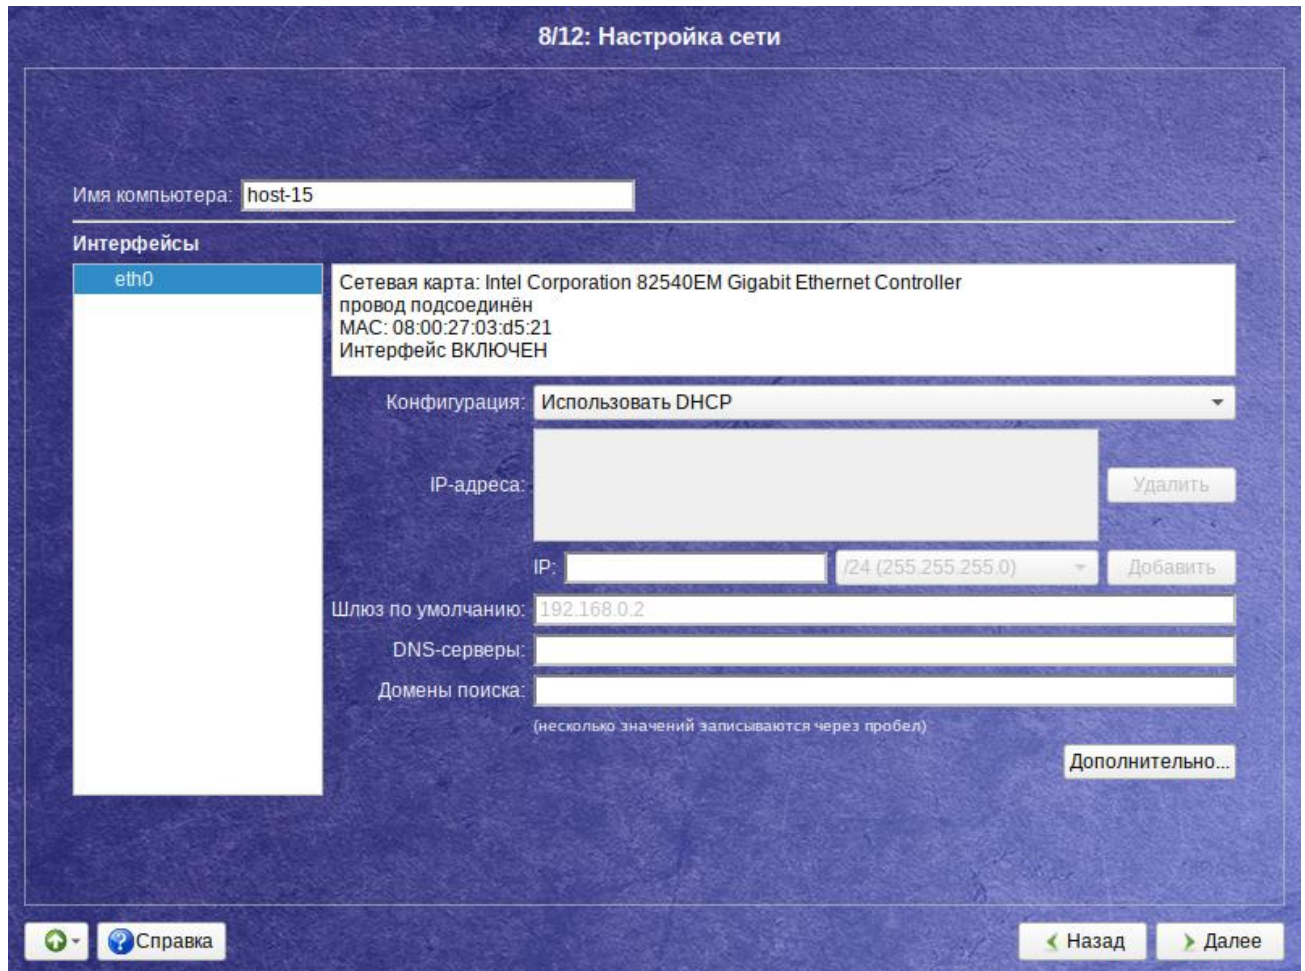 8/12: Настройка сети
Имя компьютера: host-15
Интерфейсы
eth0
Сетевая карта: Intel Corporation 82540EM Gigabit Ethernet Controller
провод подсоединён
MAC: 08:00:27:03:d5:21
Интерфейс ВКЛЮЧЕН
Конфигурация: Использовать DHCP
IP-адреса: Удалить
IP: /24 (255.255.255.0) Добавить
Шлюз по умолчанию: 192.168.0.2
DNS-серверы:
Домены поиска:
(несколько значений записываются через пробел)
Дополнительно...
Справка Назад Далее